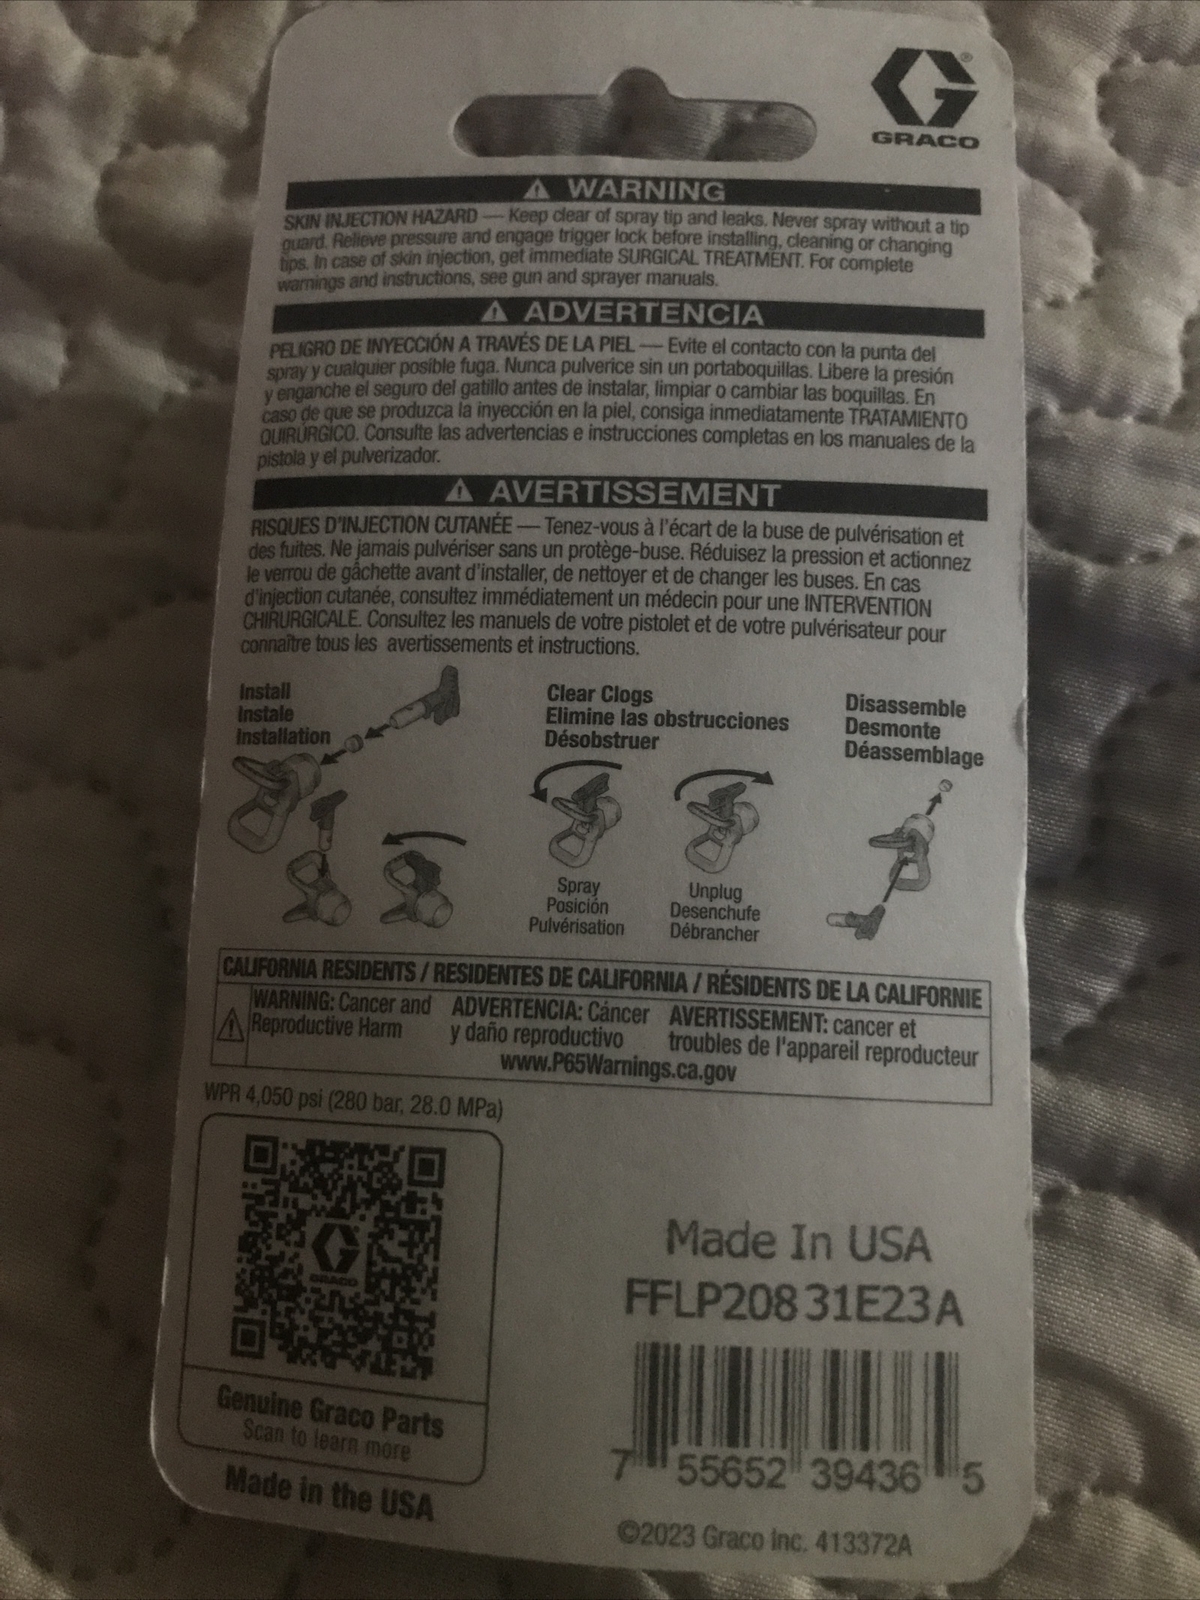 GRACO
WARNING
SKIN INJECTION HAZARD — Keep clear of spray tip and leaks. Never spray without a tip
guard. Relieve pressure and engage trigger lock before installing, cleaning or changing
tips. In case of skin injection, get immediate SURGICAL TREATMENT. For complete
warnings and instructions, see gun and sprayer manuals.
ADVERTENCIA
PELIGRO DE INYECCIÓN A TRAVÉS DE LA PIEL — Evite el contacto con la punta del
spray y cualquier posible fuga. Nunca pulverice sin un portaboquillas. Libere la presión
y enganche el seguro del gatillo antes de instalar, limpiar o cambiar las boquillas. En
caso de que se produzca la inyección en la piel, consiga inmediatamente TRATAMIENTO
QUIRÚRGICO. Consulte las advertencias e instrucciones completas en los manuales de la
pistola y el pulverizador.
AVERTISSEMENT
RISQUES D'INJECTION CUTANÉE — Tenez-vous à l'écart de la buse de pulvérisation et
des fuites. Ne jamais pulvériser sans un protège-buse. Réduisez la pression et actionnez
le verrou de gâchette avant d'installer, de nettoyer et de changer les buses. En cas
d'injection cutanée, consultez immédiatement un médecin pour une INTERVENTION
CHIRURGICALE. Consultez les manuels de votre pistolet et de votre pulvérisateur pour
connaître tous les avertissements et instructions.
Install
Instale
Installation
Clear Clogs
Elimine las obstrucciones
Désobstruer
Disassemble
Desmonte
Déassemblage
Spray
Posición
Pulvérisation
Unplug
Desenchufe
Débrancher
CALIFORNIA RESIDENTS / RESIDENTES DE CALIFORNIA / RÉSIDENTS DE LA CALIFORNIE
WARNING: Cancer and
Reproductive Harm
ADVERTENCIA: Cáncer
y daño reproductivo
AVERTISSEMENT: cancer et
troubles de l'appareil reproducteur
www.P65Warnings.ca.gov
WPR 4,050 psi (280 bar, 28.0 MPa)
GRACO
Genuine Graco Parts
Scan to learn more
Made in the USA
Made In USA
FFLP208 31E23A
7 55652 39436 5
©2023 Graco Inc. 413372A